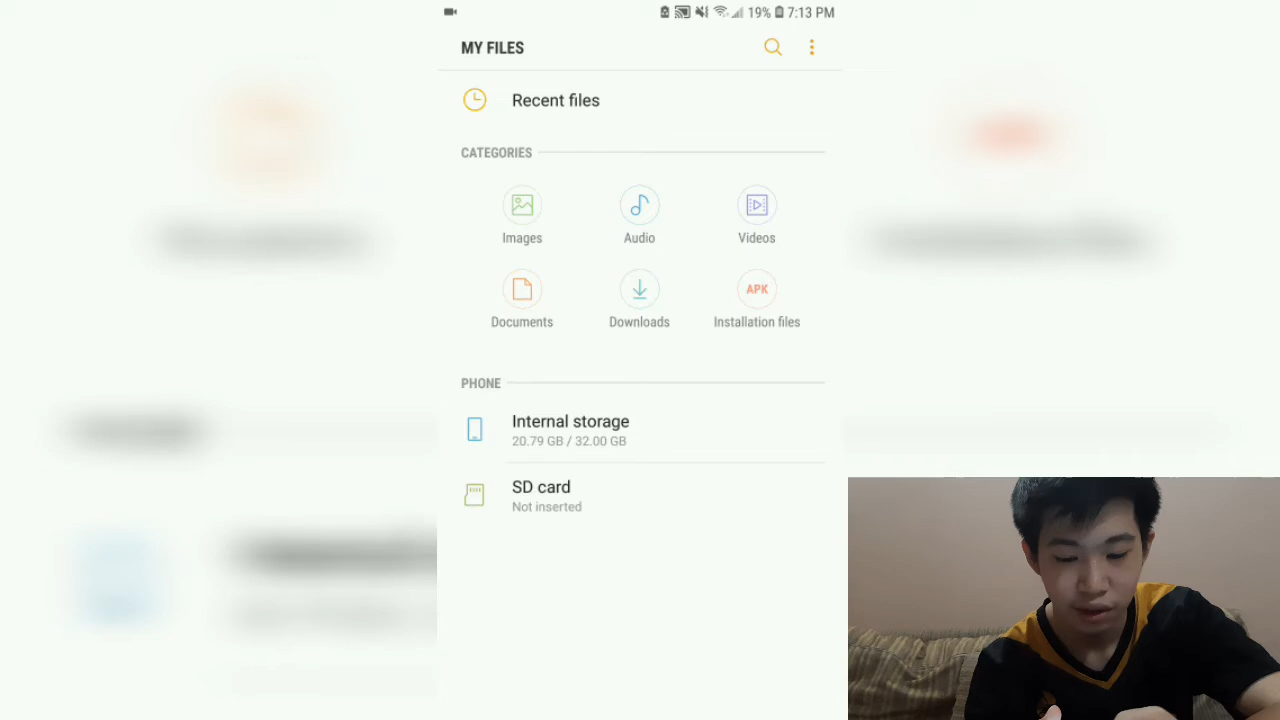 19% 7:13 PM
MY FILES
Recent files
CATEGORIES
Images Audio Videos
APK
Documents Downloads Installation files
PHONE
Internal storage
20.79 GB / 32.00 GB
SD card
Not inserted